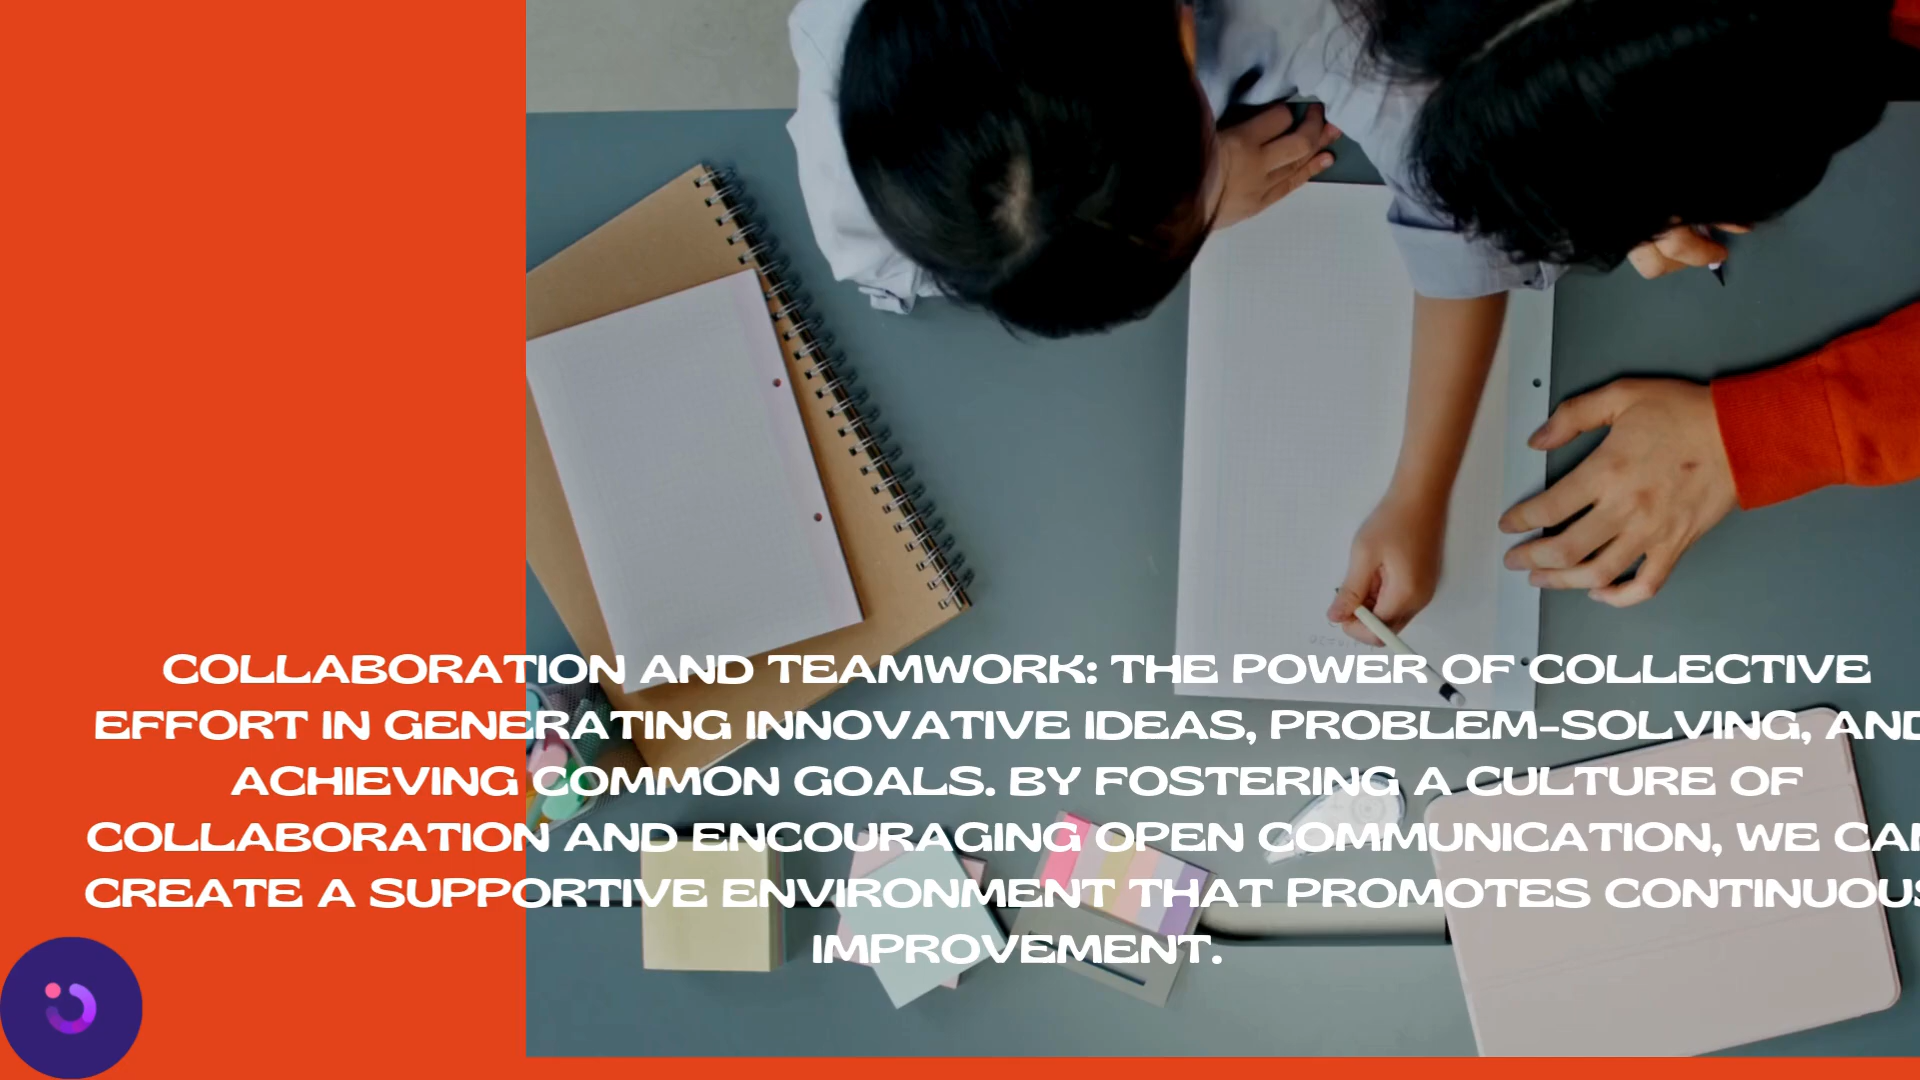 COLLABORATION AND TEAMWORK: THE POWER OF COLLECTIVE
EFFORT IN GENERATING INNOVATIVE IDEAS, PROBLEM-SOLVING, AND
ACHIEVING COMMON GOALS. BY FOSTERING A CULTURE OF
COLLABORATION AND ENCOURAGING OPEN COMMUNICATION, WE CAN
CREATE A SUPPORTIVE ENVIRONMENT THAT PROMOTES CONTINUOUS
IMPROVEMENT.